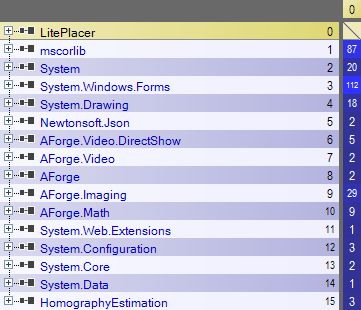 0
LitePlacer 0
mscorlib 1 87
System 2 20
System.Windows.Forms 3 112
System.Drawing 4 18
Newtonsoft.Json 5 2
AForge.Video.DirectShow 6 5
AForge.Video 7 2
AForge 8 2
AForge.Imaging 9 29
AForge.Math 10 9
System.Web.Extensions 11 1
System.Configuration 12 3
System.Core 13 2
System.Data 14 1
HomographyEstimation 15 3